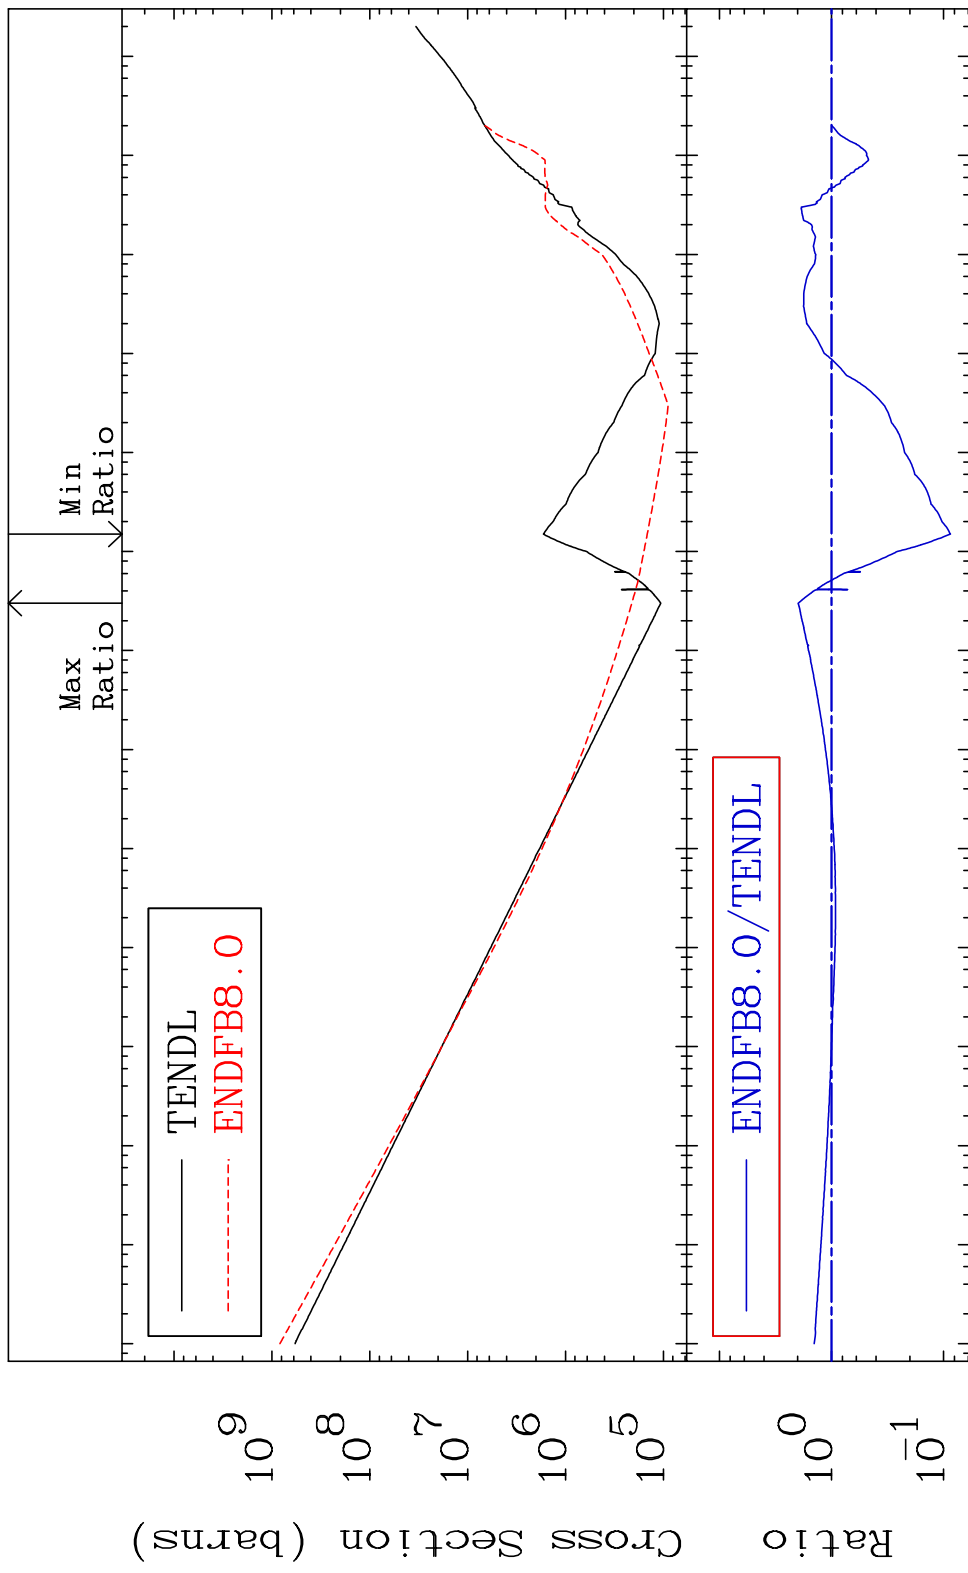 Max
Ratio
Min
Ratio
Cross Section (barns)
10^9
10^8
10^7
10^6
10^5
TENDL
ENDFB8.0
Ratio
10^0
10^-1
ENDFB8.0/TENDL